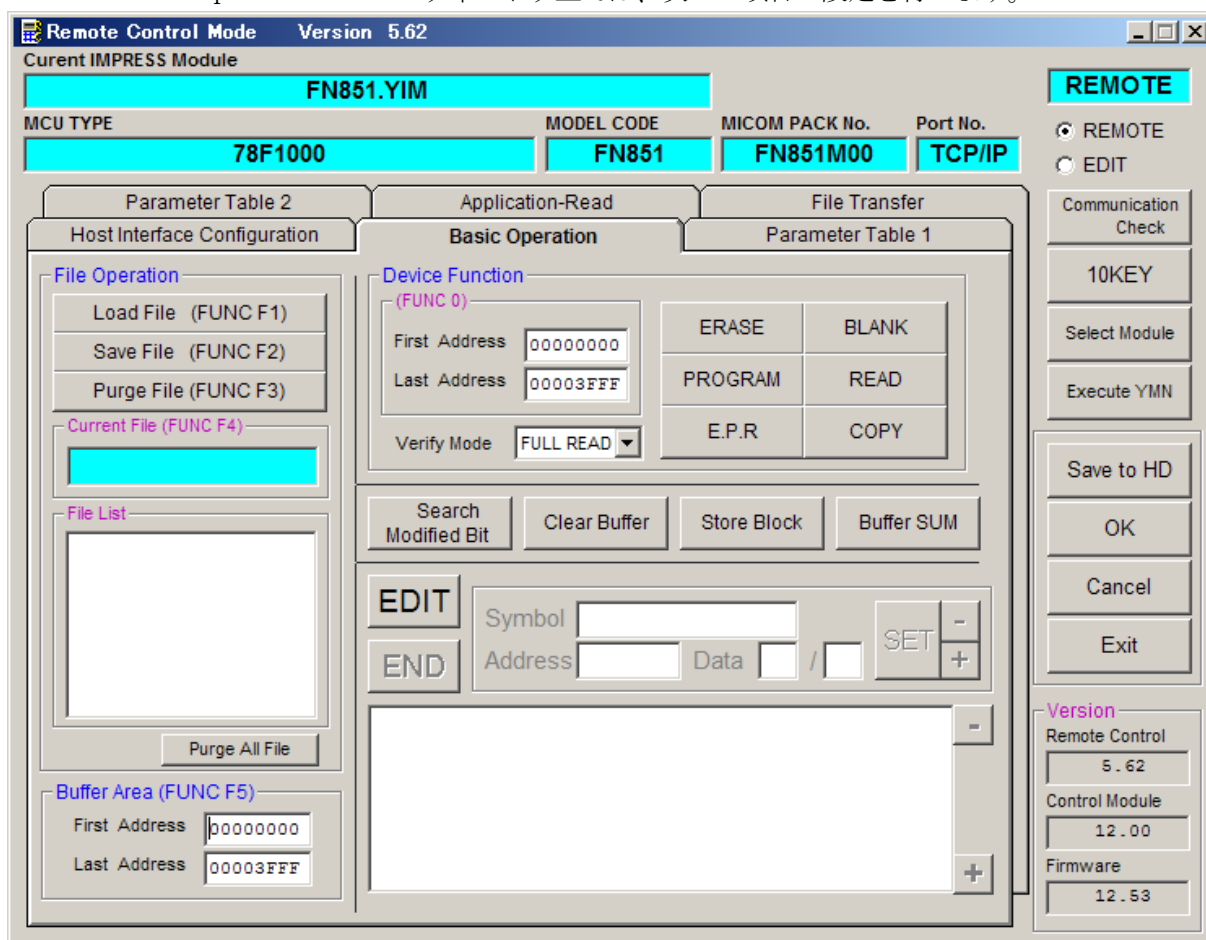 Remote Control Mode Version 5.62
Curent IMPRESS Module
FN851.YIM
REMOTE
MCU TYPE
MODEL CODE
MICOM PACK No.
Port No.
78F1000
FN851
FN851M00
TCP/IP
REMOTE
EDIT
Parameter Table 2
Application-Read
File Transfer
Host Interface Configuration
Basic Operation
Parameter Table 1
File Operation
Load File (FUNC F1)
Save File (FUNC F2)
Purge File (FUNC F3)
Current File (FUNC F4)
File List
Purge All File
Buffer Area (FUNC F5)
First Address 00000000
Last Address 00003FFF
Device Function
(FUNC 0)
First Address 00000000
Last Address 00003FFF
Verify Mode FULL READ
ERASE
BLANK
PROGRAM
READ
E.P.R
COPY
Search
Modified Bit
Clear Buffer
Store Block
Buffer SUM
EDIT
END
Symbol
Address
Data /
SET
-
+
-
+
Communication
Check
10KEY
Select Module
Execute YMN
Save to HD
OK
Cancel
Exit
Version
Remote Control
5.62
Control Module
12.00
Firmware
12.53